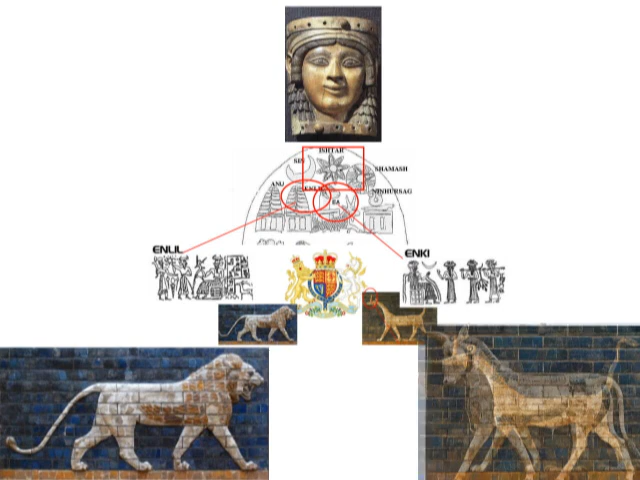 ISHTAR
SIN
SHAMASH
ANU
ENLIL
NINHURSAG
EA
ENLIL
ENKI